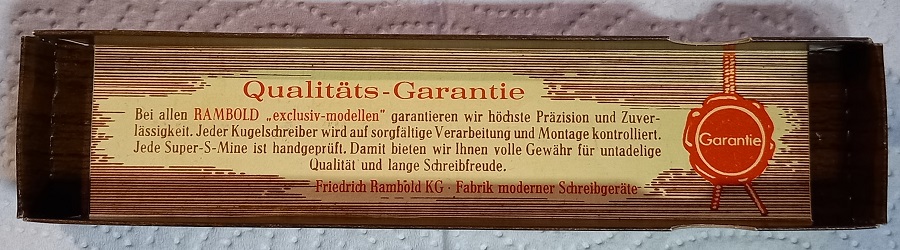 Qualitäts-Garantie
Bei allen RAMBOLD „exclusiv-modellen" garantieren wir höchste Präzision und Zuver-
lässigkeit. Jeder Kugelschreiber wird auf sorgfältige Verarbeitung und Montage kontrolliert.
Jede Super-S-Mine ist handgeprüft. Damit bieten wir Ihnen volle Gewähr für untadelige
Qualität und lange Schreibfreude.
Friedrich Rambold KG · Fabrik moderner Schreibgeräte
Garantie